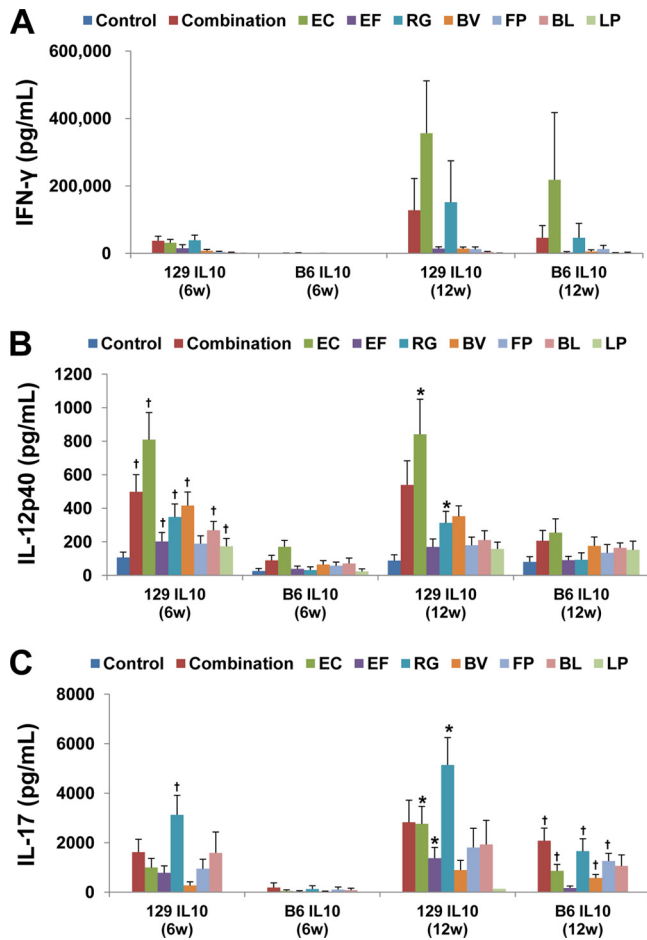 A
Control Combination EC EF RG BV FP BL LP
IFN-γ (pg/mL)
600,000
400,000
200,000
0
129 IL10 (6w)
B6 IL10 (6w)
129 IL10 (12w)
B6 IL10 (12w)
B
Control Combination EC EF RG BV FP BL LP
IL-12p40 (pg/mL)
1200
1000
800
600
400
200
0
† † † † † † †
* *
129 IL10 (6w)
B6 IL10 (6w)
129 IL10 (12w)
B6 IL10 (12w)
C
Control Combination EC EF RG BV FP BL LP
IL-17 (pg/mL)
8000
6000
4000
2000
0
†
* * *
† † † † †
129 IL10 (6w)
B6 IL10 (6w)
129 IL10 (12w)
B6 IL10 (12w)